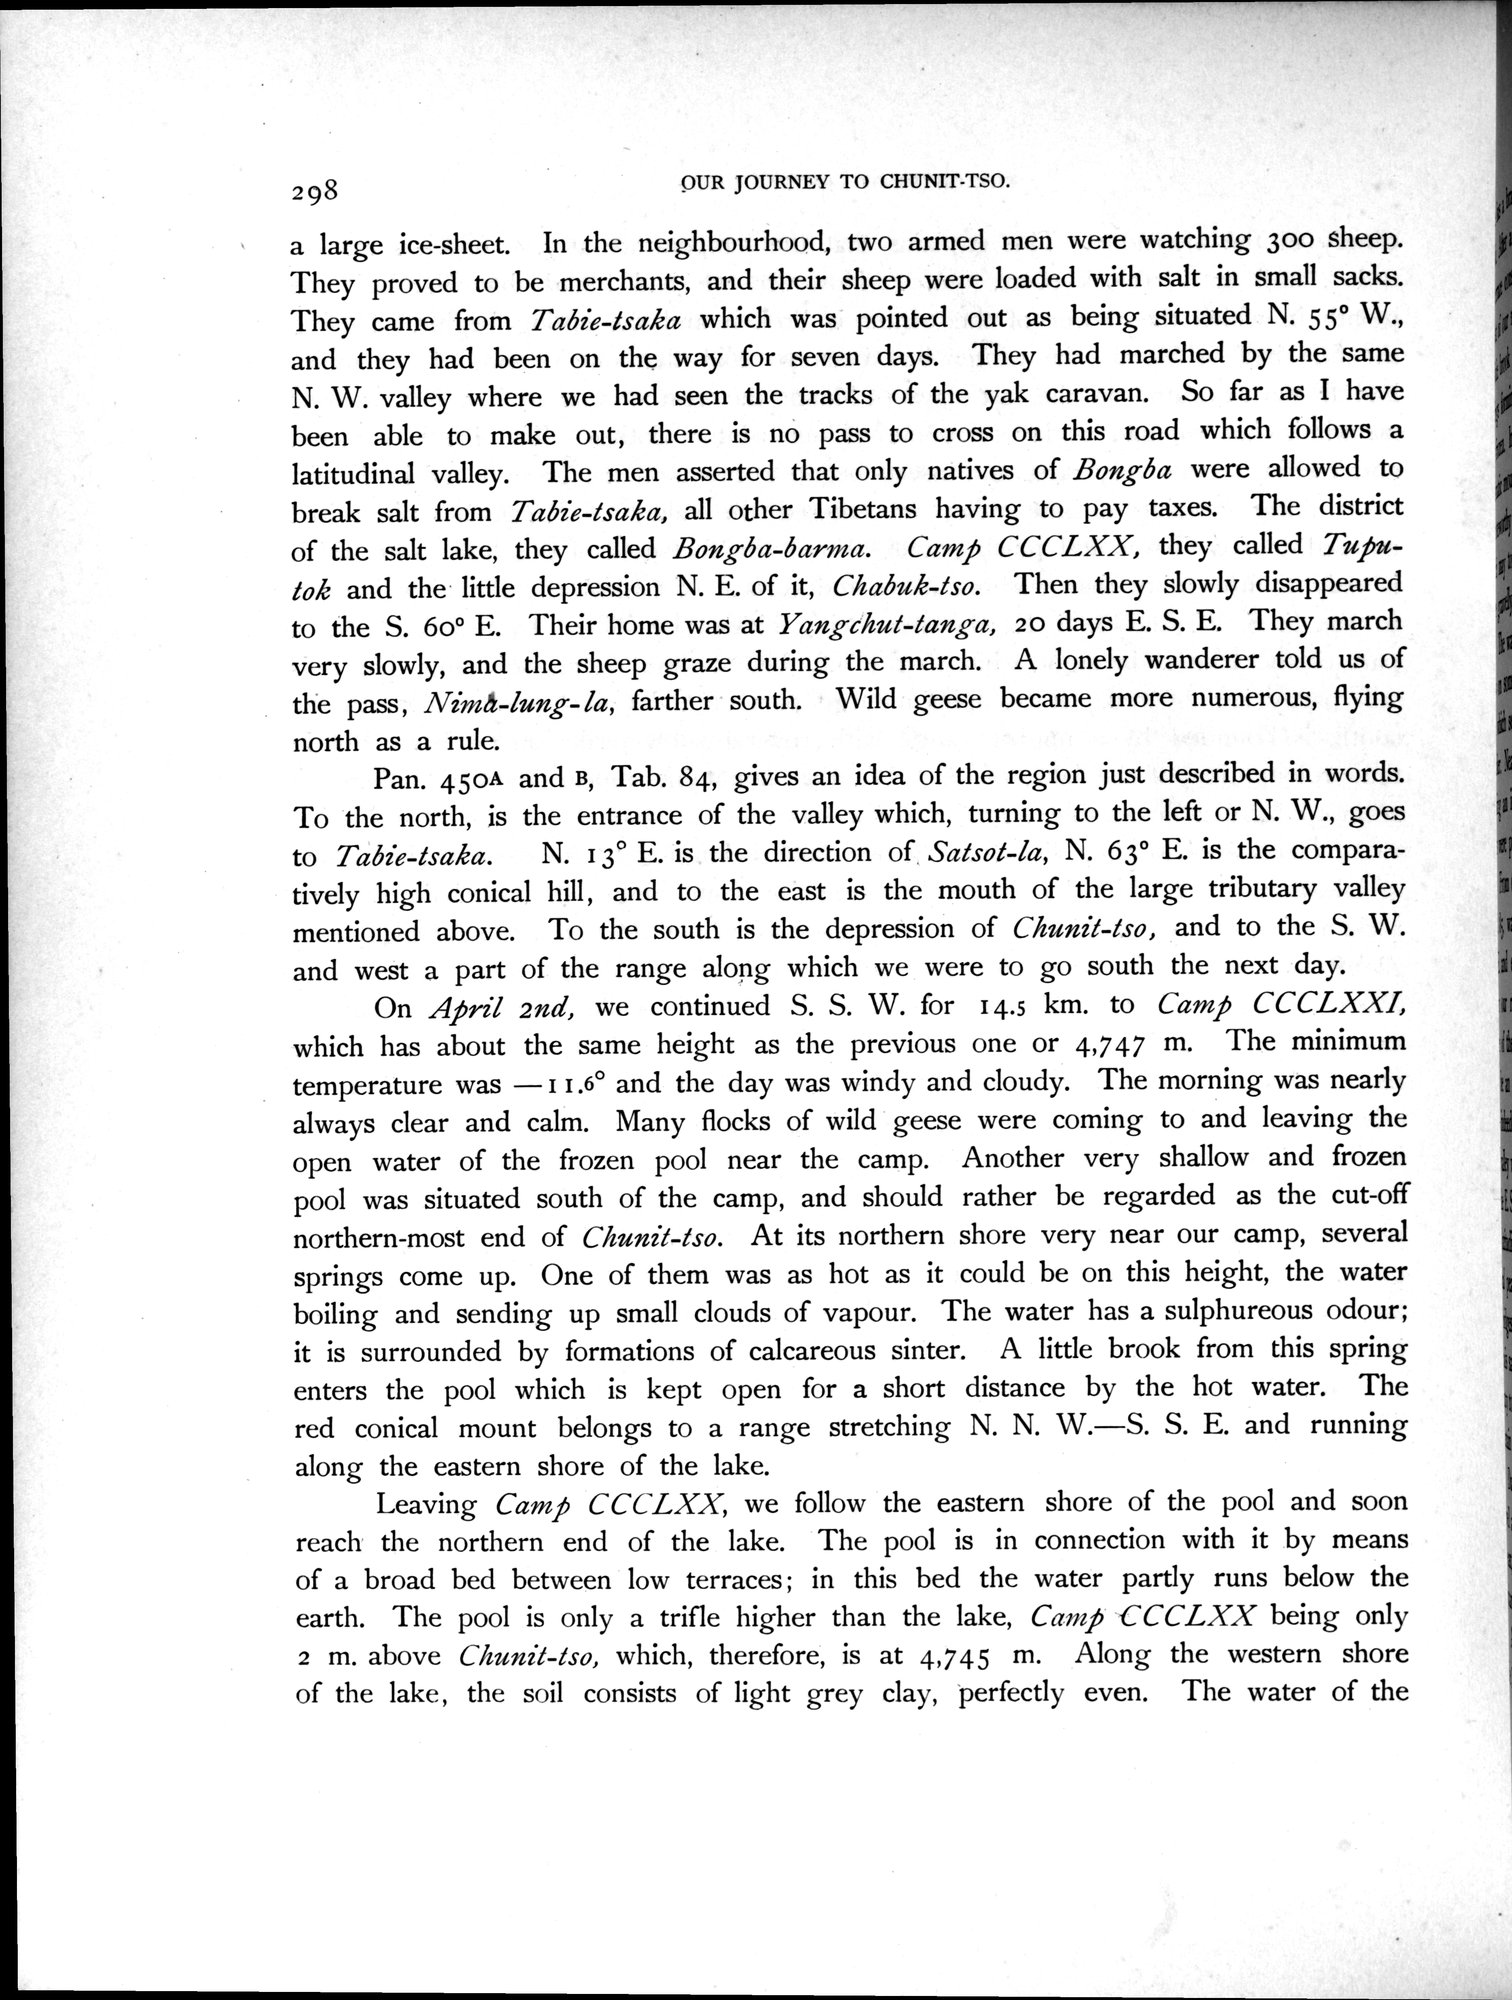 298
OUR JOURNEY TO CHUNIT-TSO.
a large ice-sheet. In the neighbourhood, two armed men were watching 300 sheep.
They proved to be merchants, and their sheep were loaded with salt in small sacks.
They came from Tabie-tsaka which was pointed out as being situated N. 55° W.,
and they had been on the way for seven days. They had marched by the same
N. W. valley where we had seen the tracks of the yak caravan. So far as I have
been able to make out, there is no pass to cross on this road which follows a
latitudinal valley. The men asserted that only natives of Bongba were allowed to
break salt from Tabie-tsaka, all other Tibetans having to pay taxes. The district
of the salt lake, they called Bongba-barma. Camp CCCLXX, they called Tupu-
tok and the little depression N. E. of it, Chabuk-tso. Then they slowly disappeared
to the S. 60° E. Their home was at Yangchut-tanga, 20 days E. S. E. They march
very slowly, and the sheep graze during the march. A lonely wanderer told us of
the pass, Nima-lung-la, farther south. Wild geese became more numerous, flying
north as a rule.
Pan. 450A and B, Tab. 84, gives an idea of the region just described in words.
To the north, is the entrance of the valley which, turning to the left or N. W., goes
to Tabie-tsaka. N. 13° E. is the direction of Satsot-la, N. 63° E. is the compara-
tively high conical hill, and to the east is the mouth of the large tributary valley
mentioned above. To the south is the depression of Chunit-tso, and to the S. W.
and west a part of the range along which we were to go south the next day.
On April 2nd, we continued S. S. W. for 14.5 km. to Camp CCCLXXI,
which has about the same height as the previous one or 4,747 m. The minimum
temperature was —11.6° and the day was windy and cloudy. The morning was nearly
always clear and calm. Many flocks of wild geese were coming to and leaving the
open water of the frozen pool near the camp. Another very shallow and frozen
pool was situated south of the camp, and should rather be regarded as the cut-off
northern-most end of Chunit-tso. At its northern shore very near our camp, several
springs come up. One of them was as hot as it could be on this height, the water
boiling and sending up small clouds of vapour. The water has a sulphureous odour;
it is surrounded by formations of calcareous sinter. A little brook from this spring
enters the pool which is kept open for a short distance by the hot water. The
red conical mount belongs to a range stretching N. N. W.—S. S. E. and running
along the eastern shore of the lake.
Leaving Camp CCCLXX, we follow the eastern shore of the pool and soon
reach the northern end of the lake. The pool is in connection with it by means
of a broad bed between low terraces; in this bed the water partly runs below the
earth. The pool is only a trifle higher than the lake, Camp CCCLXX being only
2 m. above Chunit-tso, which, therefore, is at 4,745 m. Along the western shore
of the lake, the soil consists of light grey clay, perfectly even. The water of the